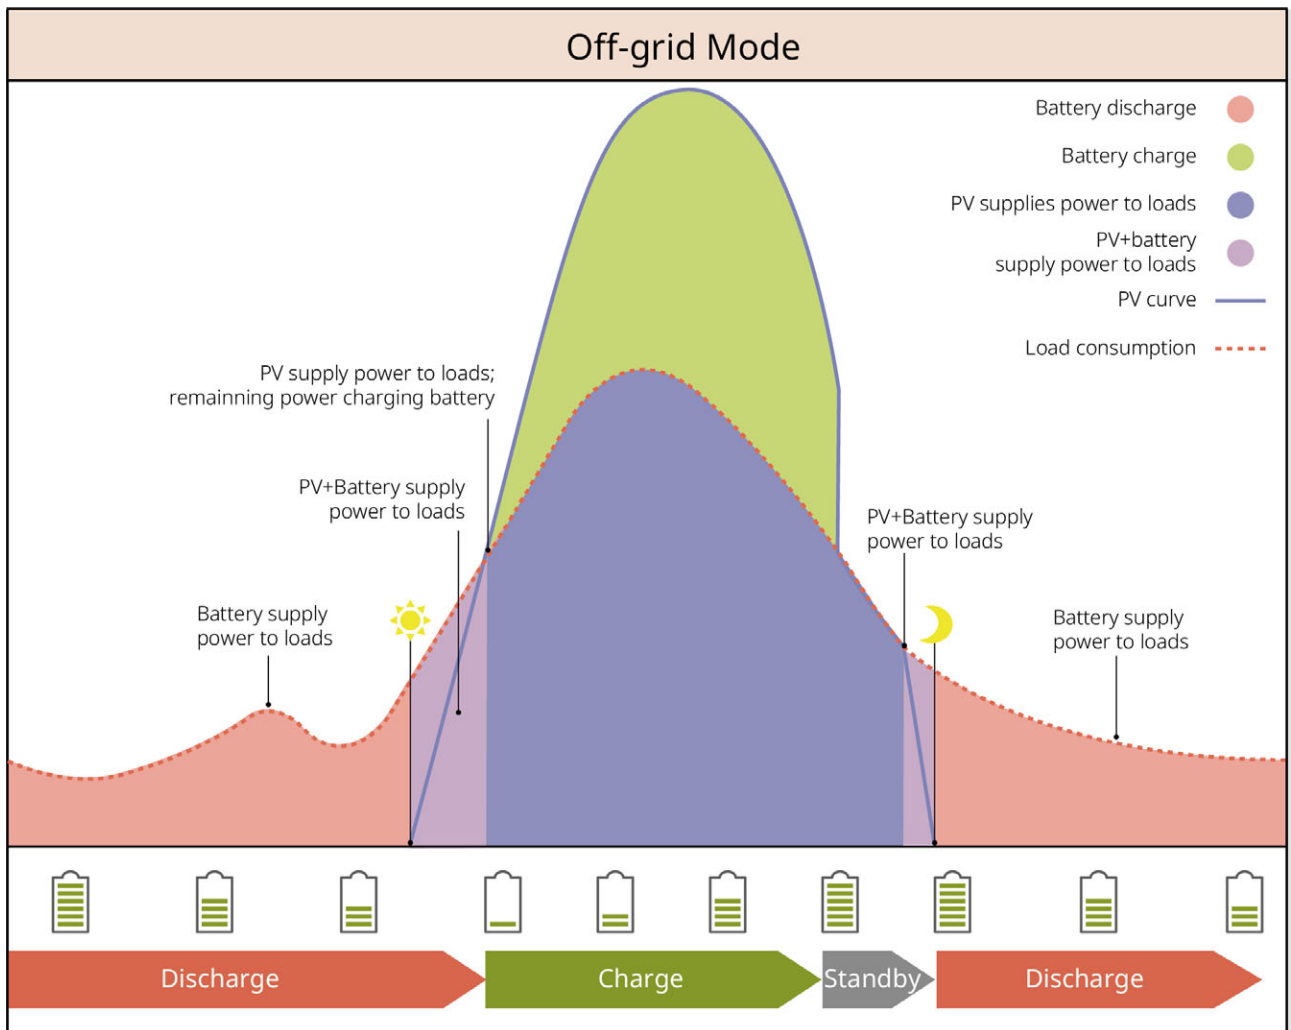 Off-grid Mode
Battery discharge
Battery charge
PV supplies power to loads
PV+battery
supply power to loads
PV curve
Load consumption
PV supply power to loads;
remainning power charging battery
PV+Battery supply
power to loads
PV+Battery supply
power to loads
Battery supply
power to loads
Battery supply
power to loads
Discharge
Charge
Standby
Discharge